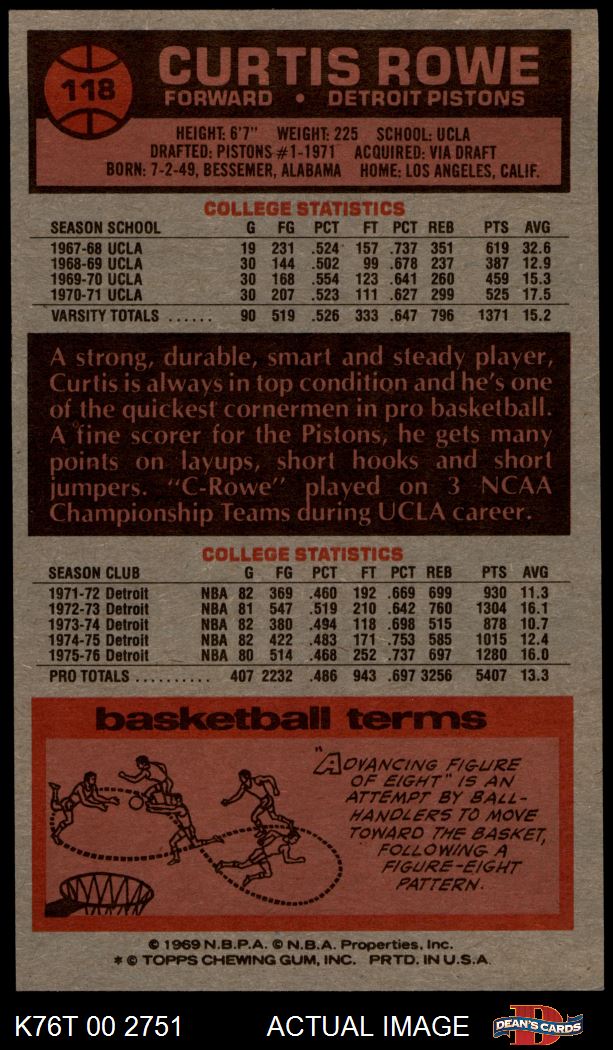 118
CURTIS ROWE
FORWARD • DETROIT PISTONS
HEIGHT: 6'7" WEIGHT: 225 SCHOOL: UCLA
DRAFTED: PISTONS #1-1971 ACQUIRED: VIA DRAFT
BORN: 7-2-49, BESSEMER, ALABAMA HOME: LOS ANGELES, CALIF.
COLLEGE STATISTICS
SEASON SCHOOL G FG PCT FT PCT REB PTS AVG
1967-68 UCLA 19 231 .524 157 .737 351 619 32.6
1968-69 UCLA 30 144 .502 99 .678 237 387 12.9
1969-70 UCLA 30 168 .554 123 .641 260 459 15.3
1970-71 UCLA 30 207 .523 111 .627 299 525 17.5
VARSITY TOTALS ...... 90 519 .526 333 .647 796 1371 15.2
A strong, durable, smart and steady player,
Curtis is always in top condition and he's one
of the quickest cornermen in pro basketball.
A fine scorer for the Pistons, he gets many
points on layups, short hooks and short
jumpers. "C-Rowe" played on 3 NCAA
Championship Teams during UCLA career.
COLLEGE STATISTICS
SEASON CLUB G FG PCT FT PCT REB PTS AVG
1971-72 Detroit NBA 82 369 .460 192 .669 699 930 11.3
1972-73 Detroit NBA 81 547 .519 210 .642 760 1304 16.1
1973-74 Detroit NBA 82 380 .494 118 .698 515 878 10.7
1974-75 Detroit NBA 82 422 .483 171 .753 585 1015 12.4
1975-76 Detroit NBA 80 514 .468 252 .737 697 1280 16.0
PRO TOTALS .......... 407 2232 .486 943 .697 3256 5407 13.3
basketball terms
"ADVANCING FIGURE
OF EIGHT" IS AN
ATTEMPT BY BALL-
HANDLERS TO MOVE
TOWARD THE BASKET,
FOLLOWING A
FIGURE-EIGHT
PATTERN.
© 1969 N.B.P.A. © N.B.A. Properties, Inc.
* © TOPPS CHEWING GUM, INC. PRTD. IN U.S.A.
K76T 00 2751 ACTUAL IMAGE D DEAN'S CARDS